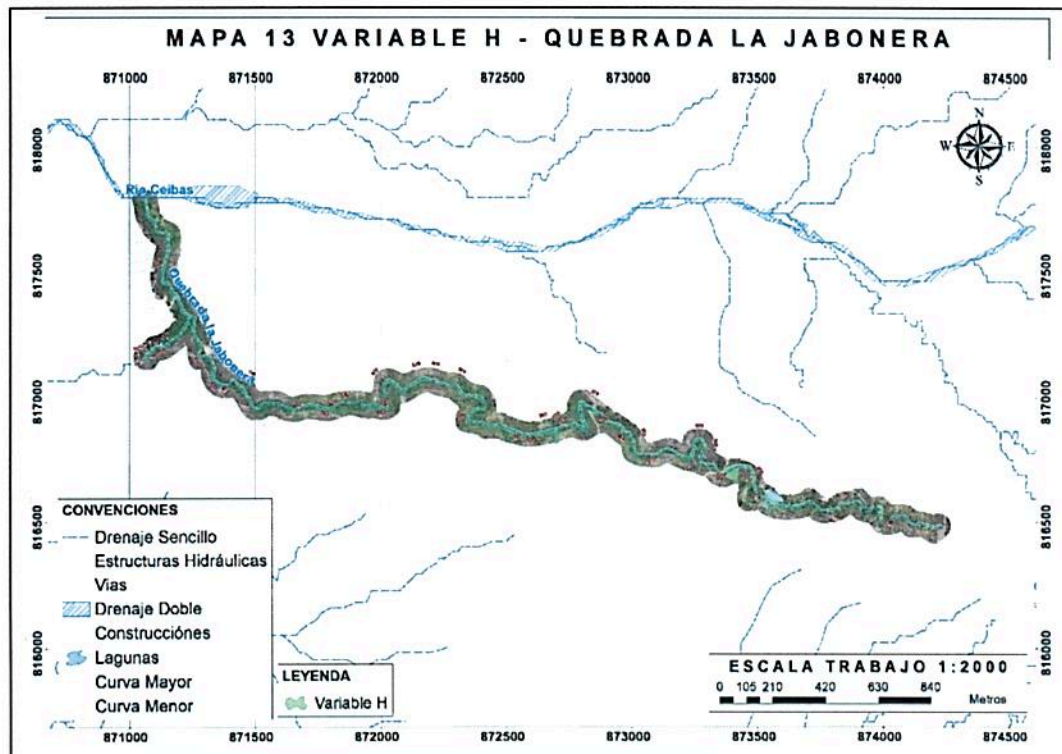 MAPA 13 VARIABLE H - QUEBRADA LA JABONERA
871000 871500 872000 872500 873000 873500 874000 874500
818000 818000
N
W E
S
Rio Ceibas
817500 817500
Quebrada la Jabonera
817000 817000
816500 816500
816000 816000
CONVENCIONES
Drenaje Sencillo
Estructuras Hidráulicas
Vias
Drenaje Doble
Construcciónes
Lagunas
Curva Mayor
Curva Menor
LEYENDA
Variable H
ESCALA TRABAJO 1:2000
0 105 210 420 630 840
Metros
871000 871500 872000 872500 873000 873500 874000 874500